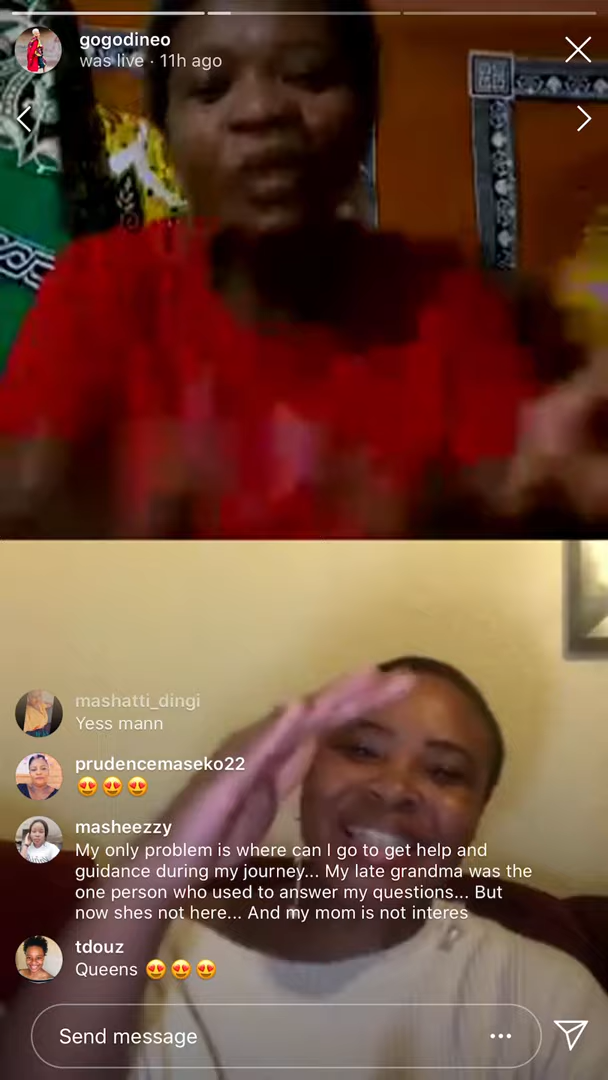 gogodineo
was live · 11h ago
mashatti_dingi
Yess mann
prudencemaseko22
😍😍😍
masheezzy
My only problem is where can I go to get help and
guidance during my journey... My late grandma was the
one person who used to answer my questions... But
now shes not here... And my mom is not interes
tdouz
Queens 😍😍😍
Send message